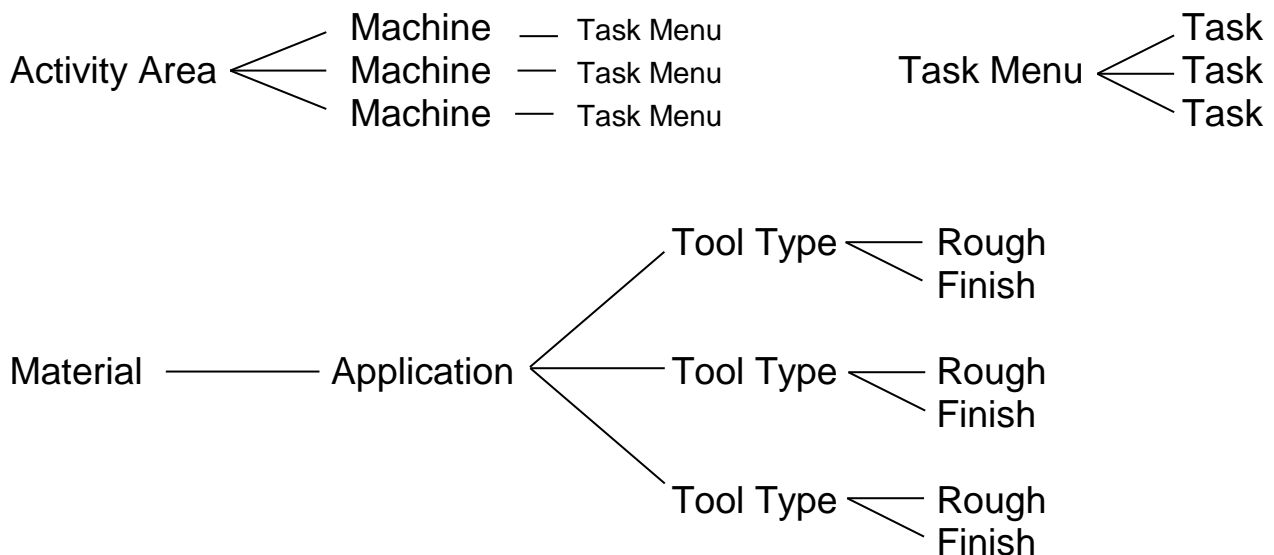 Machine Task Menu Task
Activity Area Machine Task Menu Task Menu Task
Machine Task Menu Task
Tool Type Rough
Finish
Material Application Tool Type Rough
Finish
Tool Type Rough
Finish